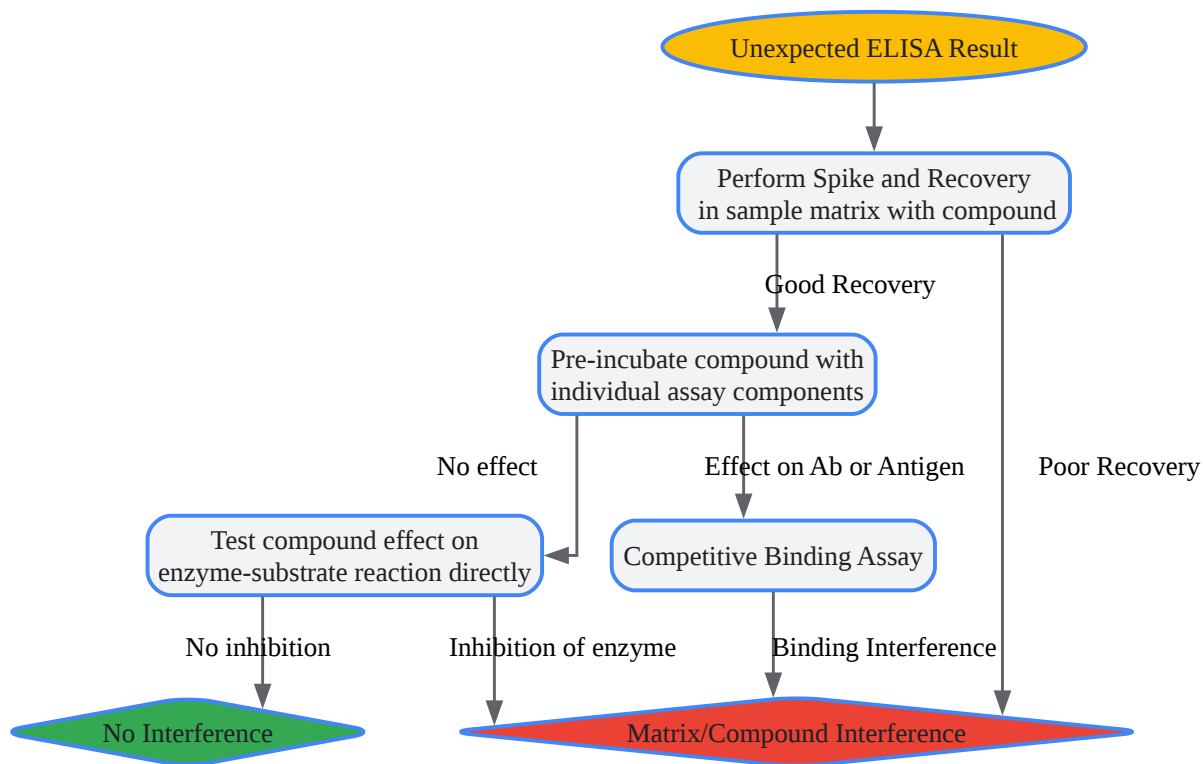 Unexpected ELISA Result
Perform Spike and Recovery
in sample matrix with compound
Good Recovery
Pre-incubate compound with
individual assay components
No effect
Effect on Ab or Antigen
Poor Recovery
Test compound effect on
enzyme-substrate reaction directly
Competitive Binding Assay
No inhibition
Inhibition of enzyme
Binding Interference
No Interference
Matrix/Compound Interference